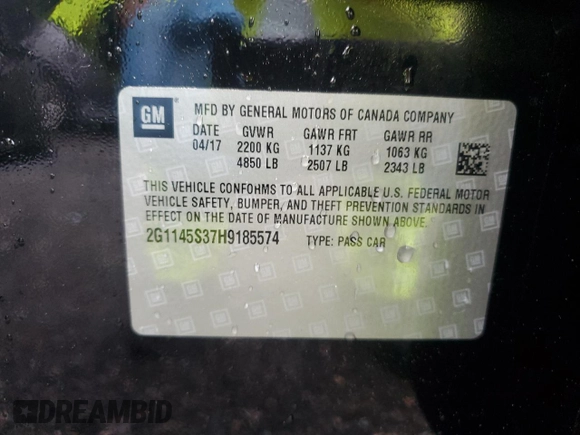 GM
MFD BY GENERAL MOTORS OF CANADA COMPANY
DATE GVWR GAWR FRT GAWR RR
04/17 2200 KG 1137 KG 1063 KG
4850 LB 2507 LB 2343 LB
THIS VEHICLE CONFORMS TO ALL APPLICABLE U.S. FEDERAL MOTOR
VEHICLE SAFETY, BUMPER, AND THEFT PREVENTION STANDARDS IN
EFFECT ON THE DATE OF MANUFACTURE SHOWN ABOVE.
2G1145S37H9185574 TYPE: PASS CAR
DREAMBID